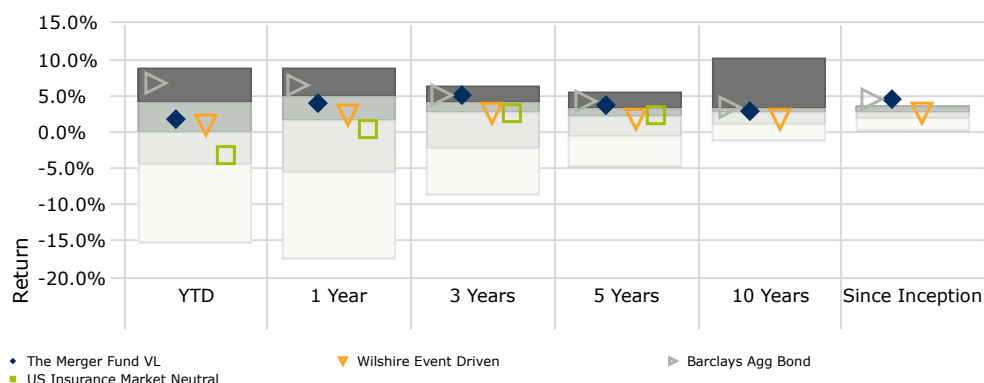 15.0%
10.0%
5.0%
0.0%
-5.0%
-10.0%
-15.0%
-20.0%
Return
YTD 1 Year 3 Years 5 Years 10 Years Since Inception
The Merger Fund VL Wilshire Event Driven Barclays Agg Bond
US Insurance Market Neutral